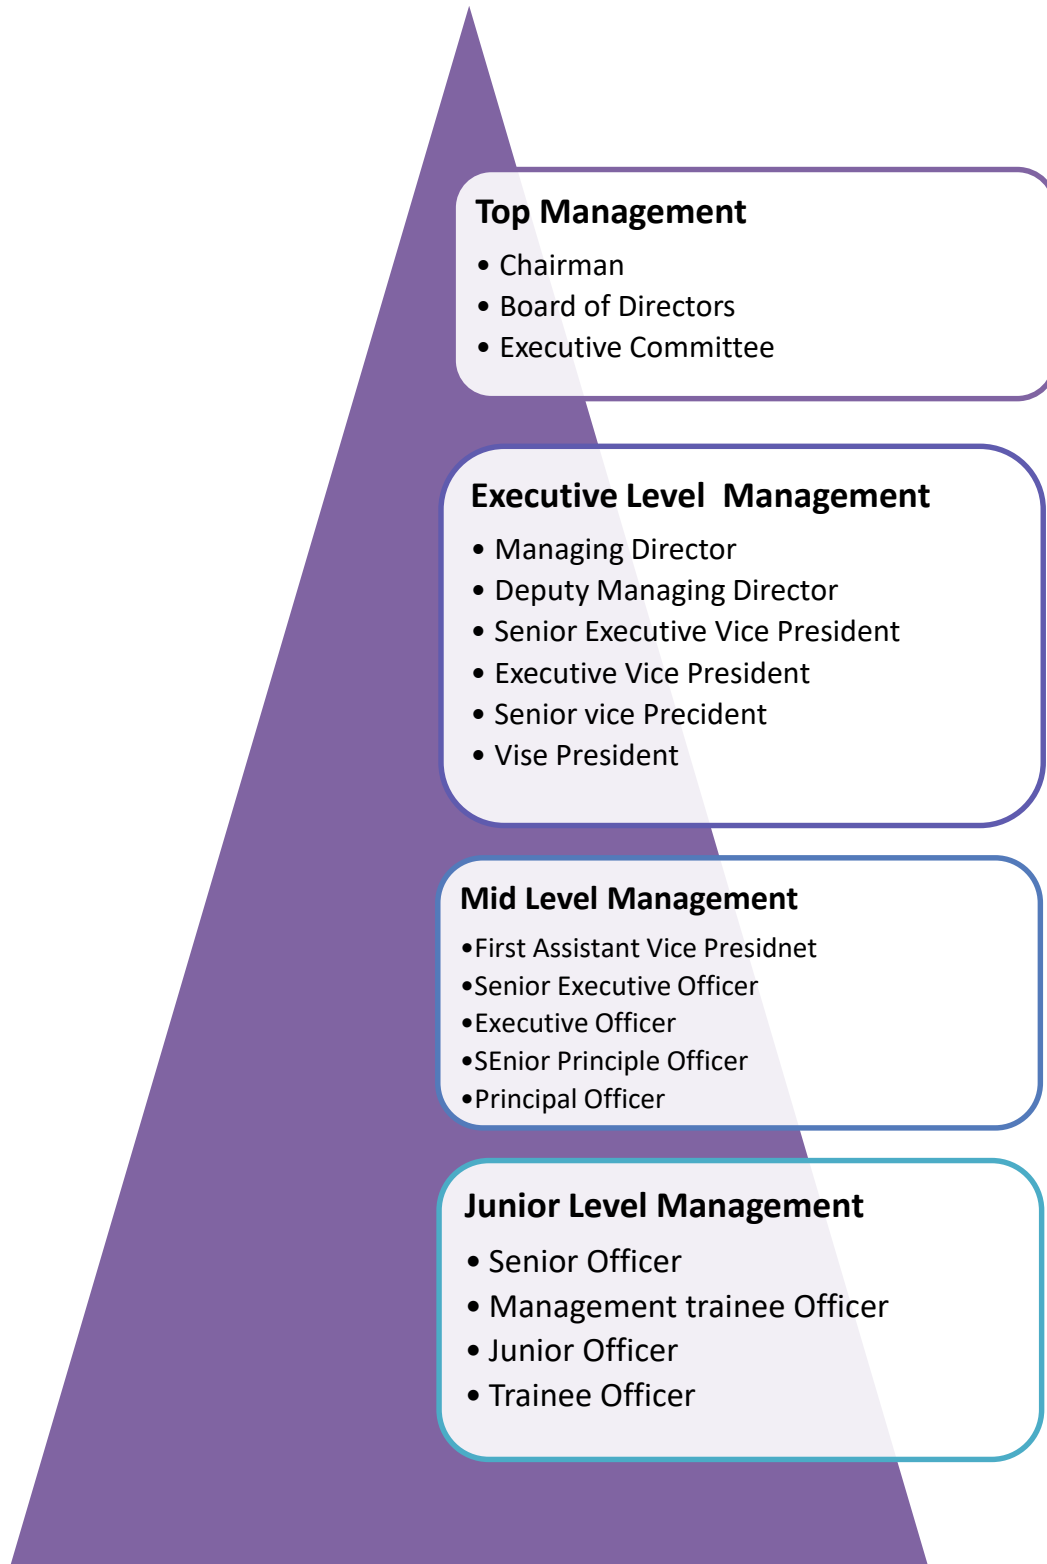 Top Management
• Chairman
• Board of Directors
• Executive Committee
Executive Level  Management
• Managing Director
• Deputy Managing Director
• Senior Executive Vice President
• Executive Vice President
• Senior vice Precident
• Vise President
Mid Level Management
•First Assistant Vice Presidnet
•Senior Executive Officer
•Executive Officer
•SEnior Principle Officer
•Principal Officer
Junior Level Management
• Senior Officer
• Management trainee Officer
• Junior Officer
• Trainee Officer